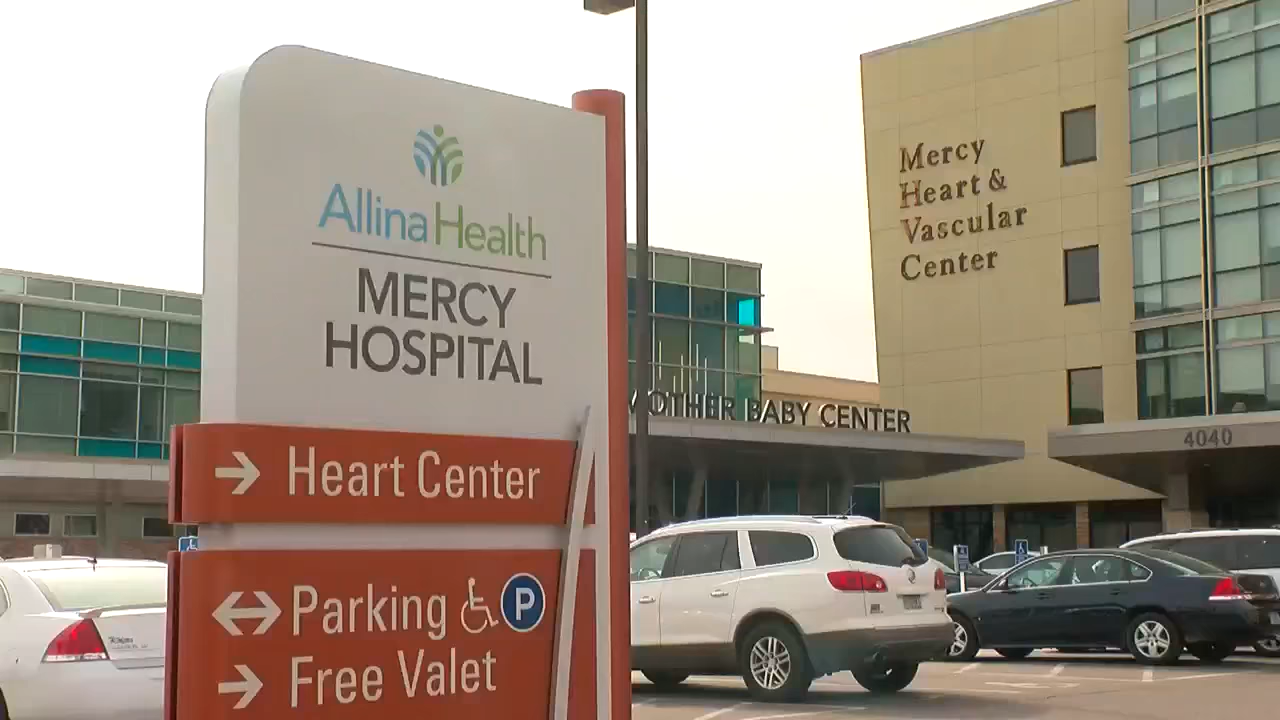 Allina Health
MERCY
HOSPITAL
Heart Center
Parking P
Free Valet
MOTHER BABY CENTER
Mercy
Heart &
Vascular
Center
4040